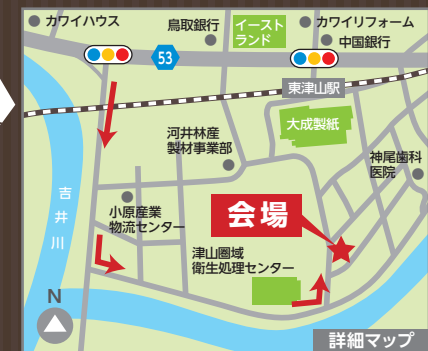 カワイハウス
鳥取銀行
イースト
ランド
カワイリフォーム
中国銀行
53
東津山駅
大成製紙
河井林産
製材事業部
神尾歯科
医院
吉井川
小原産業
物流センター
会場
津山圏域
衛生処理センター
N
詳細マップ